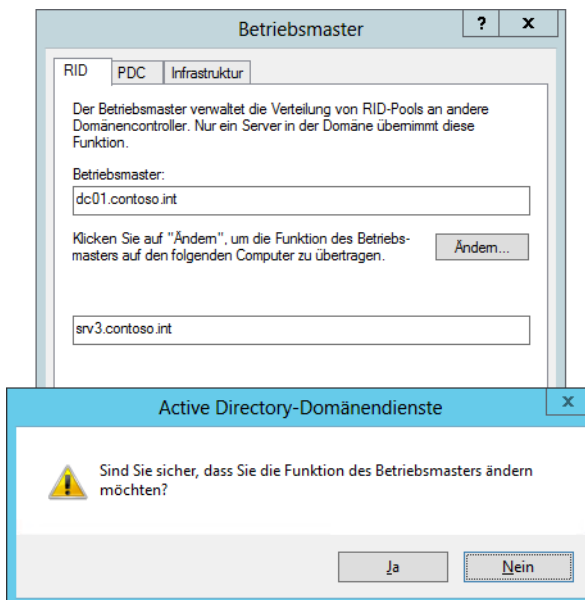 Betriebsmaster
? x
RID PDC Infrastruktur
Der Betriebsmaster verwaltet die Verteilung von RID-Pools an andere
Domänencontroller. Nur ein Server in der Domäne übernimmt diese
Funktion.
Betriebsmaster:
dc01.contoso.int
Klicken Sie auf "Ändern", um die Funktion des Betriebs-
masters auf den folgenden Computer zu übertragen.
Ändern...
srv3.contoso.int
Active Directory-Domänendienste
x
Sind Sie sicher, dass Sie die Funktion des Betriebsmasters ändern
möchten?
Ja Nein